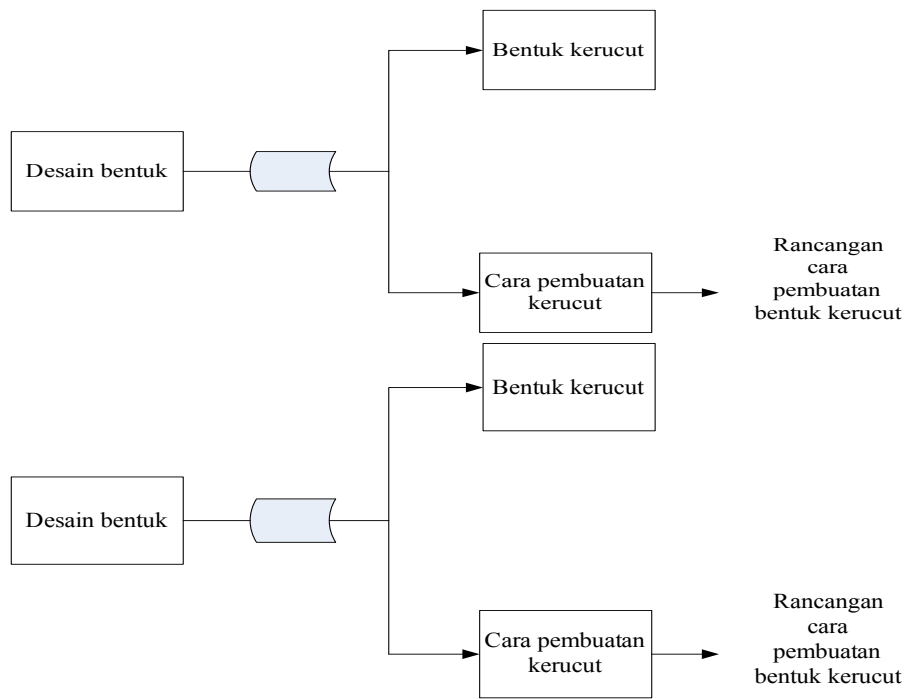 Bentuk kerucut
Desain bentuk
Cara pembuatan
kerucut
Rancangan
cara
pembuatan
bentuk kerucut
Bentuk kerucut
Desain bentuk
Cara pembuatan
kerucut
Rancangan
cara
pembuatan
bentuk kerucut